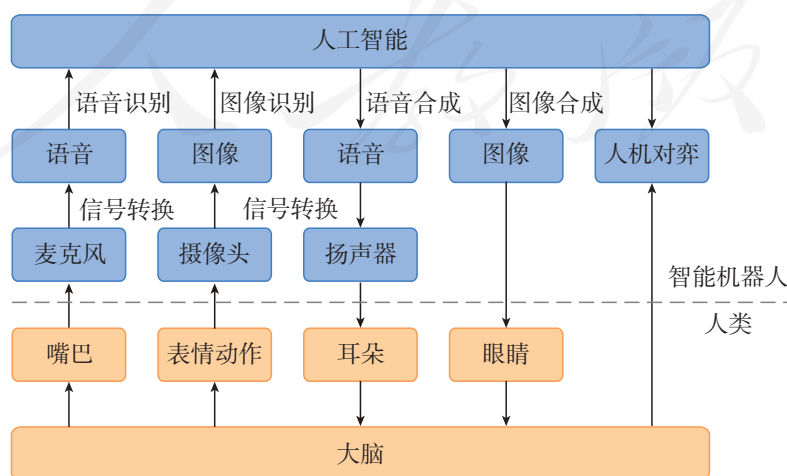 人工智能
语音识别
图像识别
语音合成
图像合成
语音
图像
语音
图像
人机对弈
信号转换
信号转换
麦克风
摄像头
扬声器
智能机器人
人类
嘴巴
表情动作
耳朵
眼睛
大脑
人教版